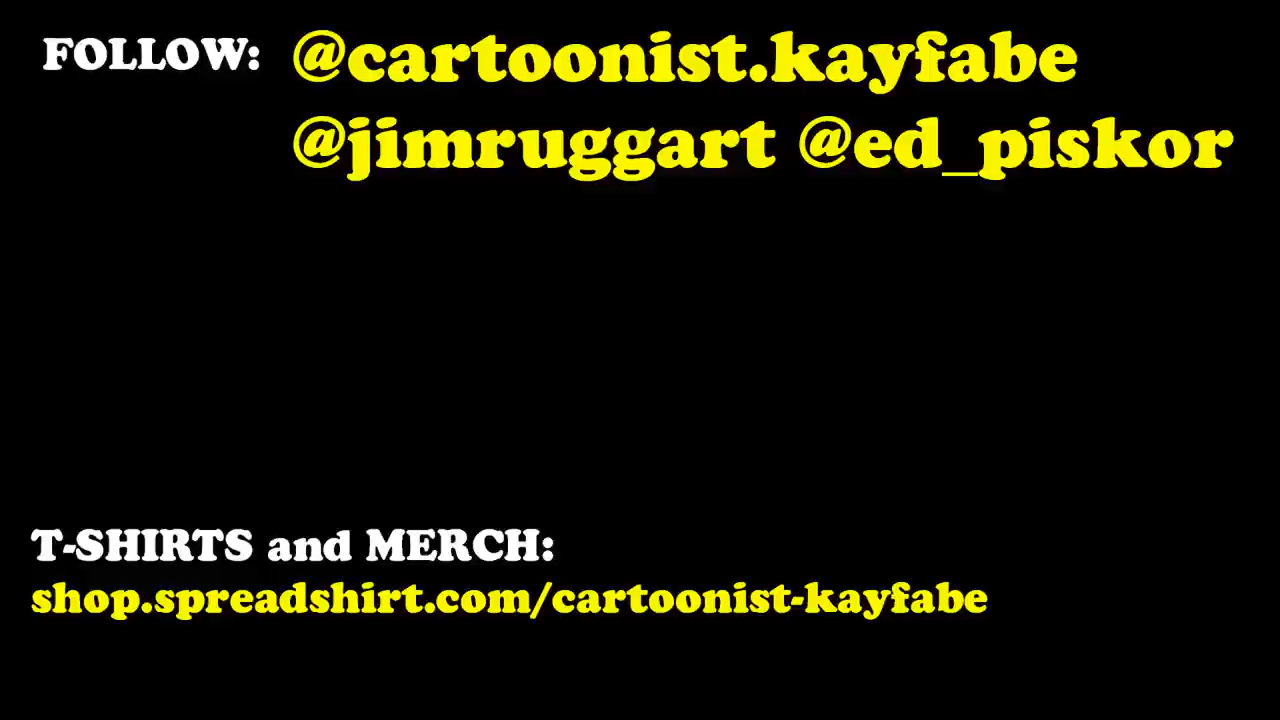 FOLLOW: @cartoonist.kayfabe
@jimruggart @ed_piskor
T-SHIRTS and MERCH:
shop.spreadshirt.com/cartoonist-kayfabe